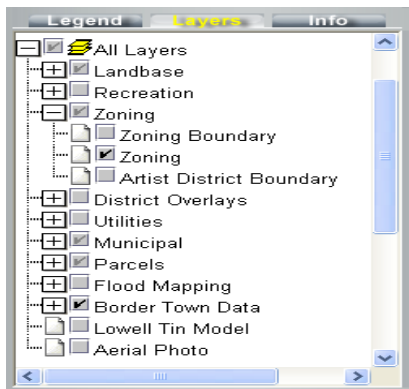 Legend Layers Info
All Layers
Landbase
Recreation
Zoning
Zoning Boundary
Zoning
Artist District Boundary
District Overlays
Utilities
Municipal
Parcels
Flood Mapping
Border Town Data
Lowell Tin Model
Aerial Photo